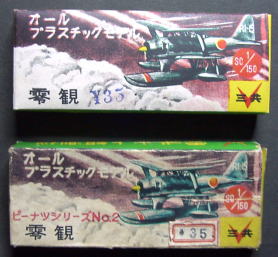 オール
プラスチックモデル
零観
¥35
SC 1/150
三共
オール
プラスチックモデル
ピーナツシリーズNo.2
零観
35
SC 1/150
三共